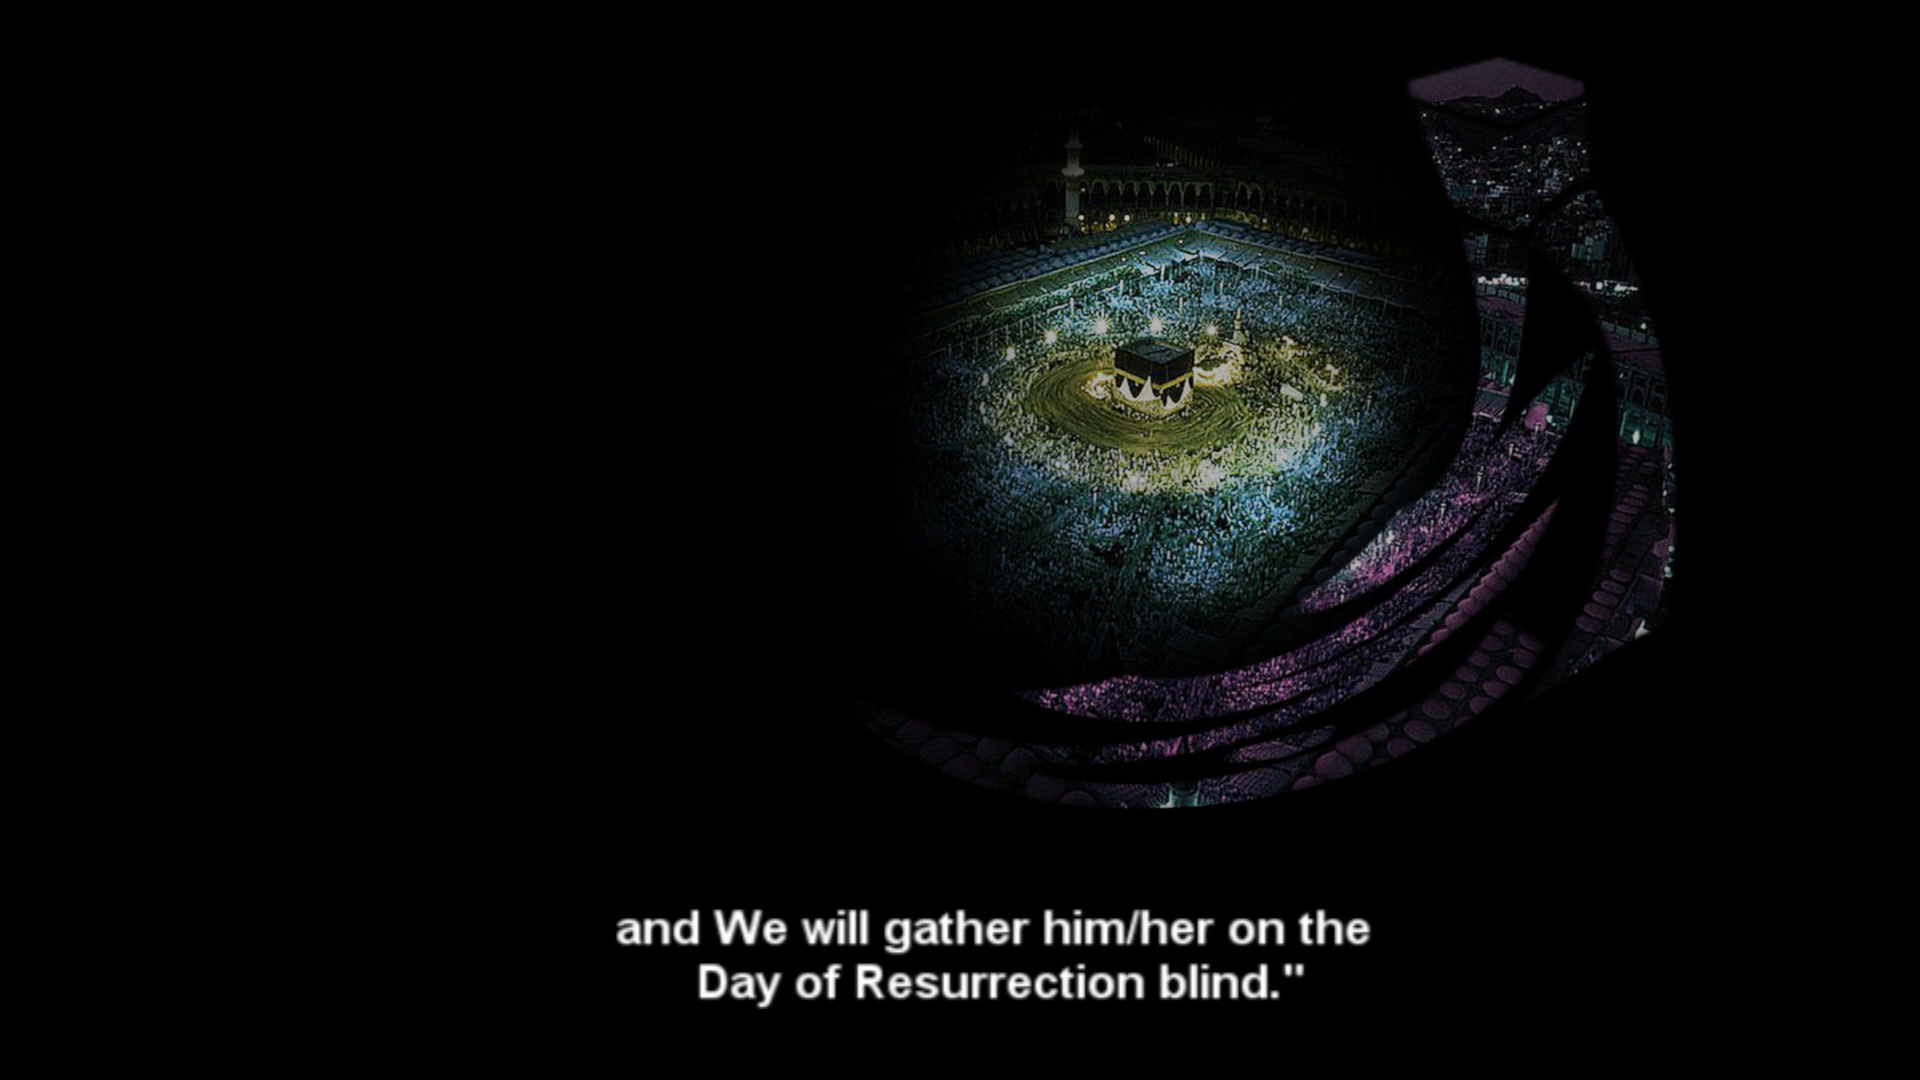 and We will gather him/her on the
Day of Resurrection blind."